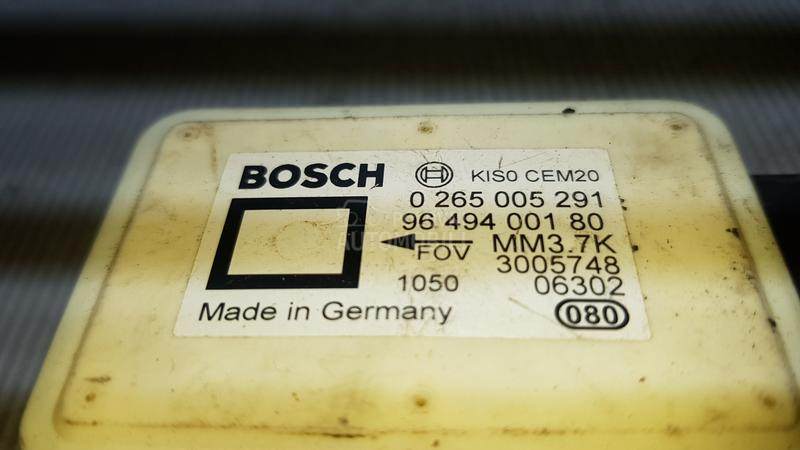 BOSCH KIS0 CEM20
0 265 005 291
96 494 001 80
MM3.7K
FOV
3005748
1050 06302
Made in Germany 080